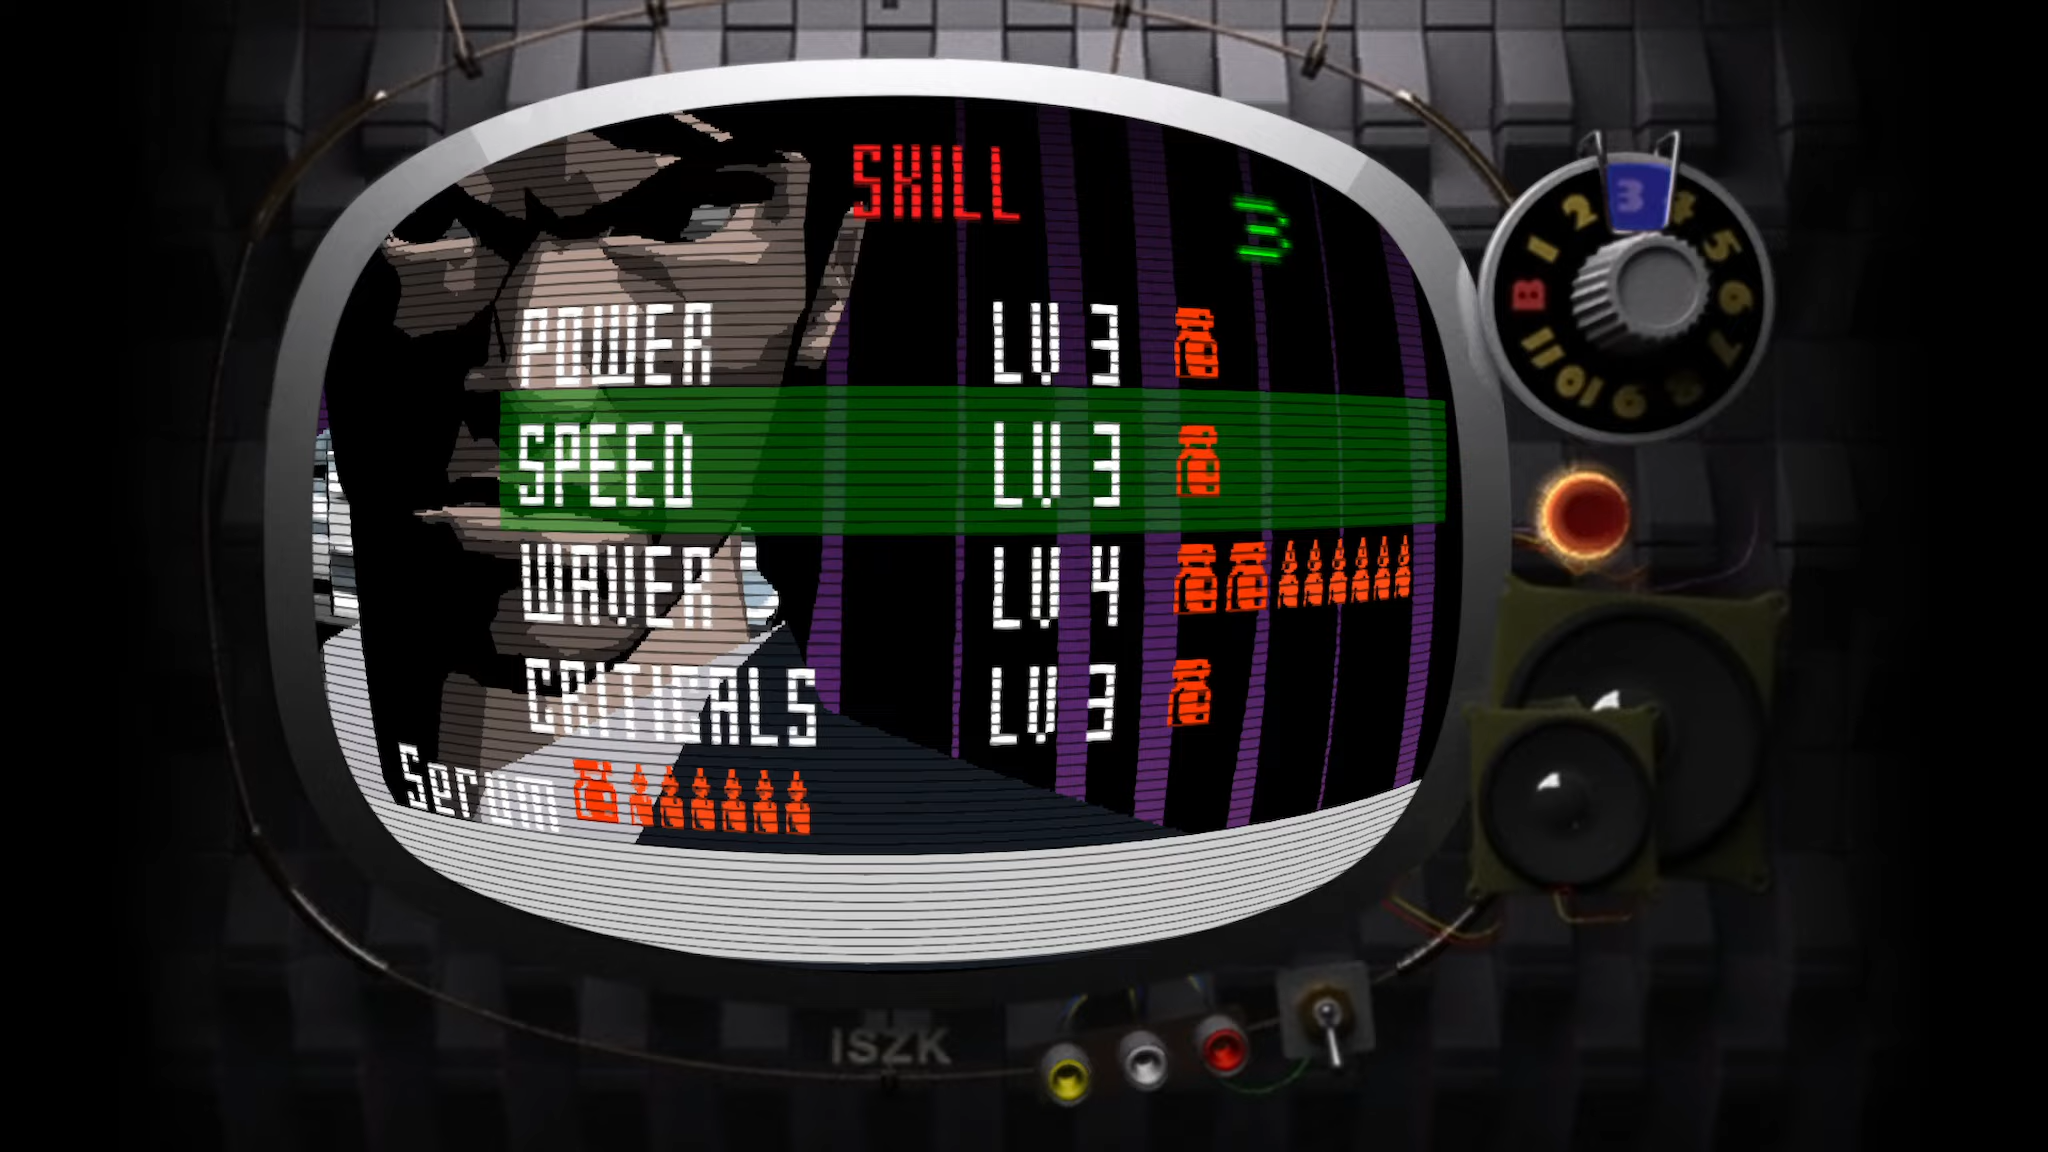 SKILL
3
POWER LV 3
SPEED LV 3
WAVER LV 4
CRITICALS LV 3
Serum
B 1 2 3 4 5 6 7 8 9 10 11
ISZK